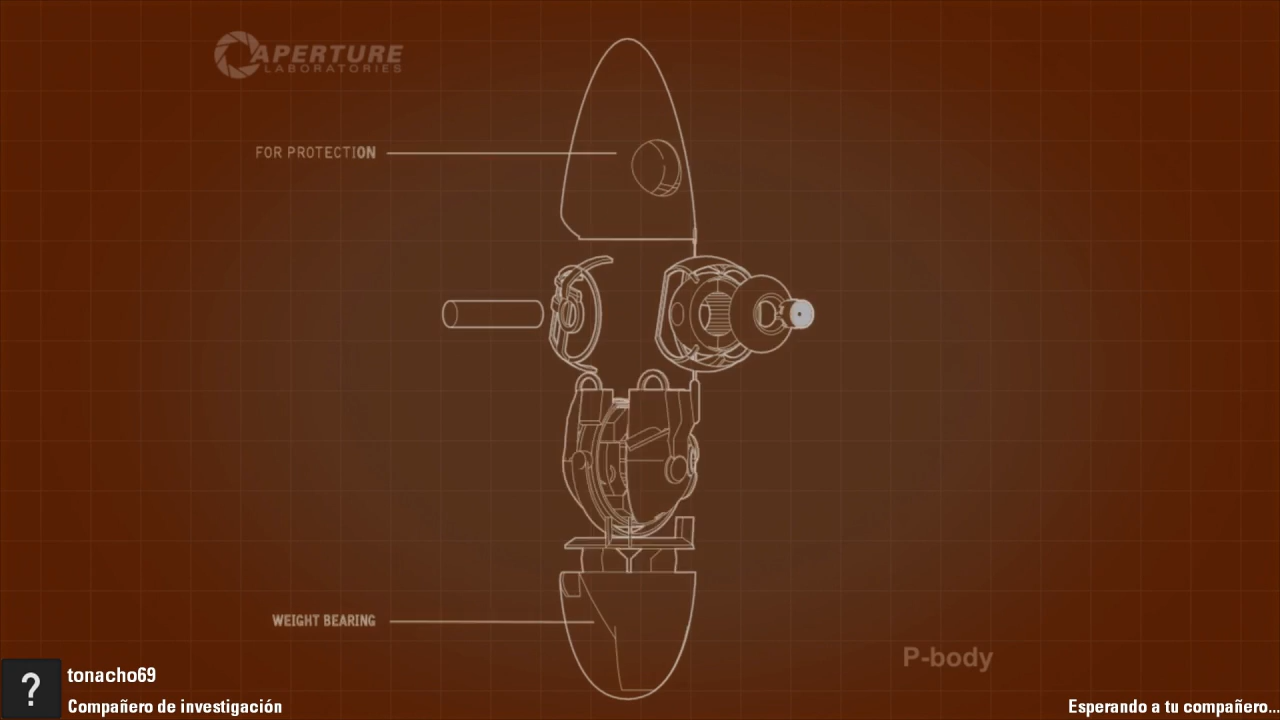 APERTURE
LABORATORIES
FOR PROTECTION
WEIGHT BEARING
P-body
?
tonacho69
Compañero de investigación
Esperando a tu compañero...